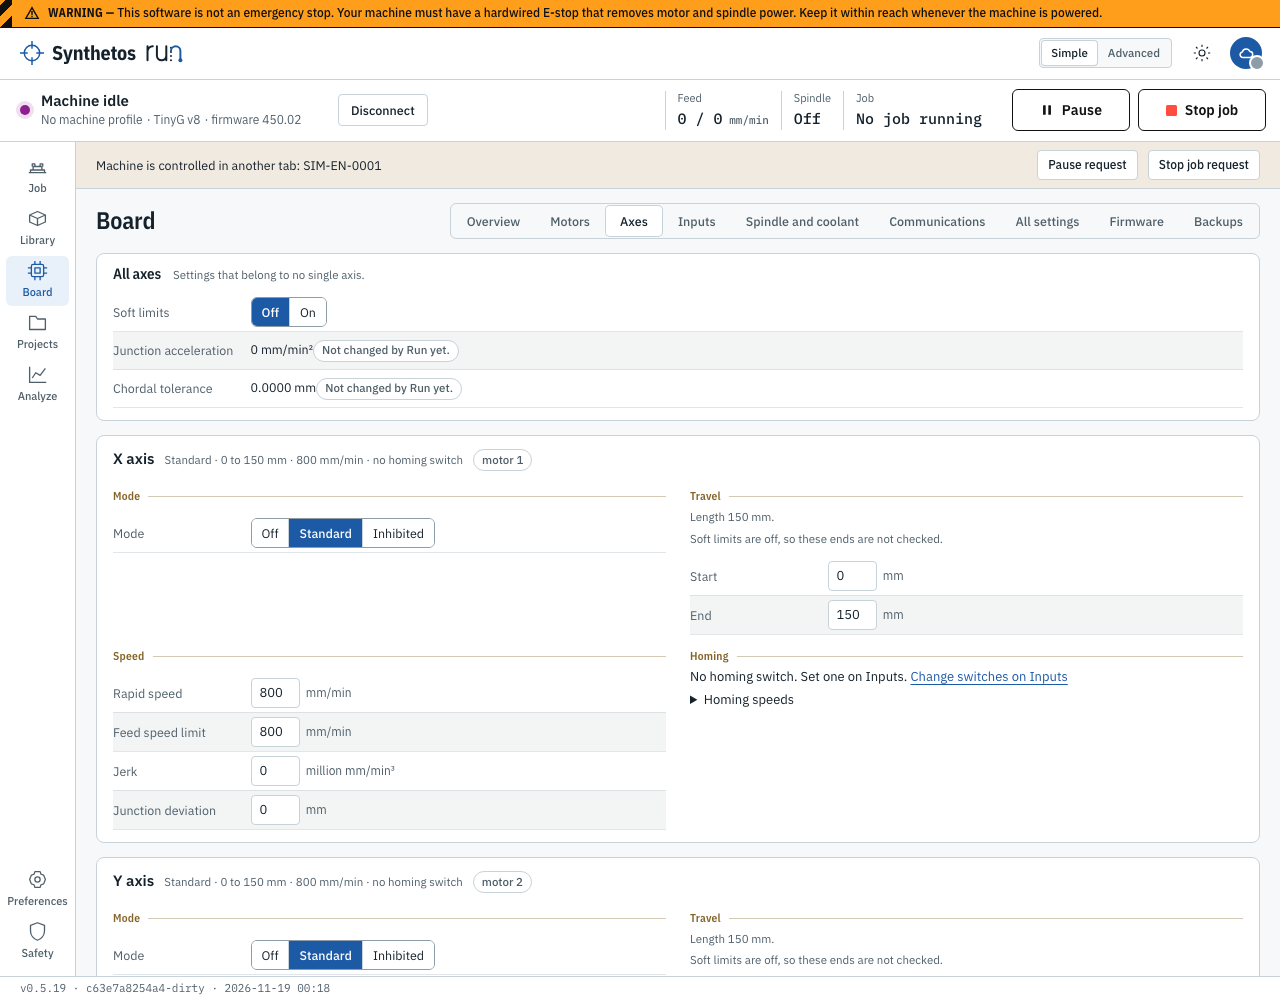 WARNING — This software is not an emergency stop. Your machine must have a hardwired E-stop that removes motor and spindle power. Keep it within reach whenever the machine is powered.
Synthetos run
Simple Advanced
Machine idle
No machine profile · TinyG v8 · firmware 450.02
Disconnect
Feed
0 / 0 mm/min
Spindle
Off
Job
No job running
Pause
Stop job
Job
Library
Board
Projects
Analyze
Preferences
Safety
Machine is controlled in another tab: SIM-EN-0001
Pause request
Stop job request
Board
Overview Motors Axes Inputs Spindle and coolant Communications All settings Firmware Backups
All axes Settings that belong to no single axis.
Soft limits Off On
Junction acceleration 0 mm/min² Not changed by Run yet.
Chordal tolerance 0.0000 mm Not changed by Run yet.
X axis Standard · 0 to 150 mm · 800 mm/min · no homing switch motor 1
Mode
Mode Off Standard Inhibited
Travel
Length 150 mm.
Soft limits are off, so these ends are not checked.
Start 0 mm
End 150 mm
Speed
Rapid speed 800 mm/min
Feed speed limit 800 mm/min
Jerk 0 million mm/min³
Junction deviation 0 mm
Homing
No homing switch. Set one on Inputs. Change switches on Inputs
Homing speeds
Y axis Standard · 0 to 150 mm · 800 mm/min · no homing switch motor 2
Mode
Mode Off Standard Inhibited
Travel
Length 150 mm.
Soft limits are off, so these ends are not checked.
v0.5.19 · c63e7a8254a4-dirty · 2026-11-19 00:18